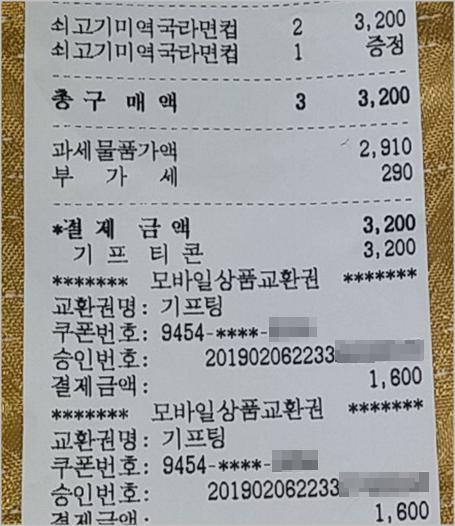 쇠고기미역국라면컵 2 3,200
쇠고기미역국라면컵 1 증정
총 구 매 액 3 3,200
과세물품가액 2,910
부 가 세 290
*결 제 금 액 3,200
기 프 티 콘 3,200
******* 모바일상품교환권 *******
교환권명: 기프팅
쿠폰번호: 9454-****-
승인번호: 201902062233
결제금액: 1,600
******* 모바일상품교환권 *******
교환권명: 기프팅
쿠폰번호: 9454-****-
승인번호: 201902062233
결제금액: 1,600